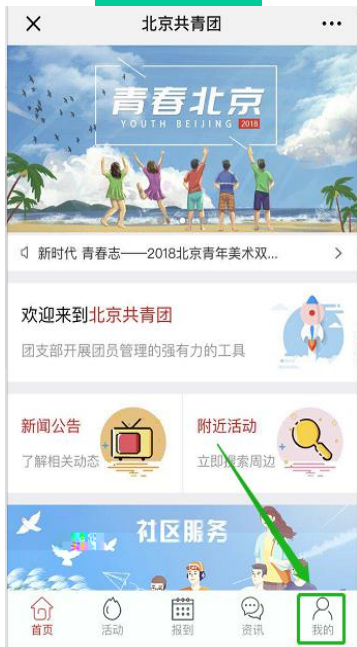 北京共青团
青春北京
YOUTH BEIJING 2018
新时代 青春志——2018北京青年美术双...
欢迎来到北京共青团
团支部开展团员管理的强有力的工具
新闻公告
了解相关动态
附近活动
立即搜索周边
社区服务
首页
活动
报到
资讯
我的